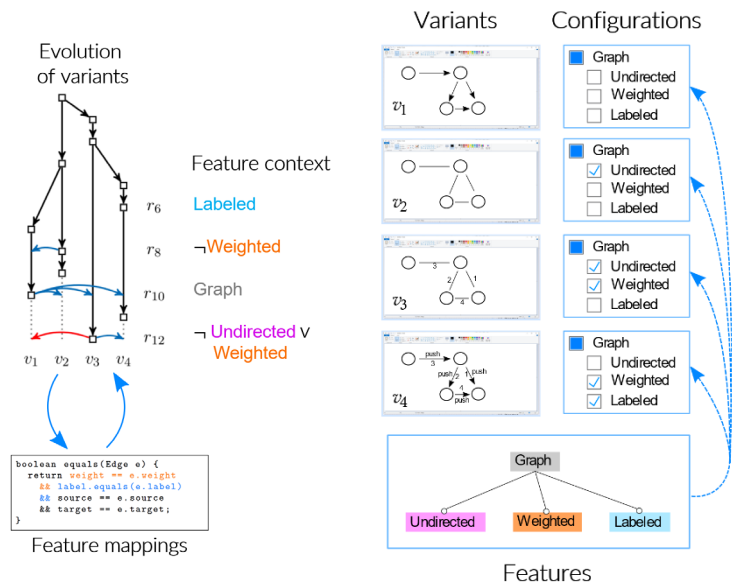 Evolution
of variants
Feature context
r6
Labeled
r8
¬Weighted
r10
Graph
r12
¬ Undirected ∨
Weighted
v1 v2 v3 v4
boolean equals(Edge e) {
return weight == e.weight
&& label.equals(e.label)
&& source == e.source
&& target == e.target;
}
Feature mappings
Variants
Configurations
v1
Graph
Undirected
Weighted
Labeled
v2
Graph
Undirected
Weighted
Labeled
3
2
1
4
v3
Graph
Undirected
Weighted
Labeled
push
3
push 2 1 push
4
push
v4
Graph
Undirected
Weighted
Labeled
Graph
Undirected
Weighted
Labeled
Features